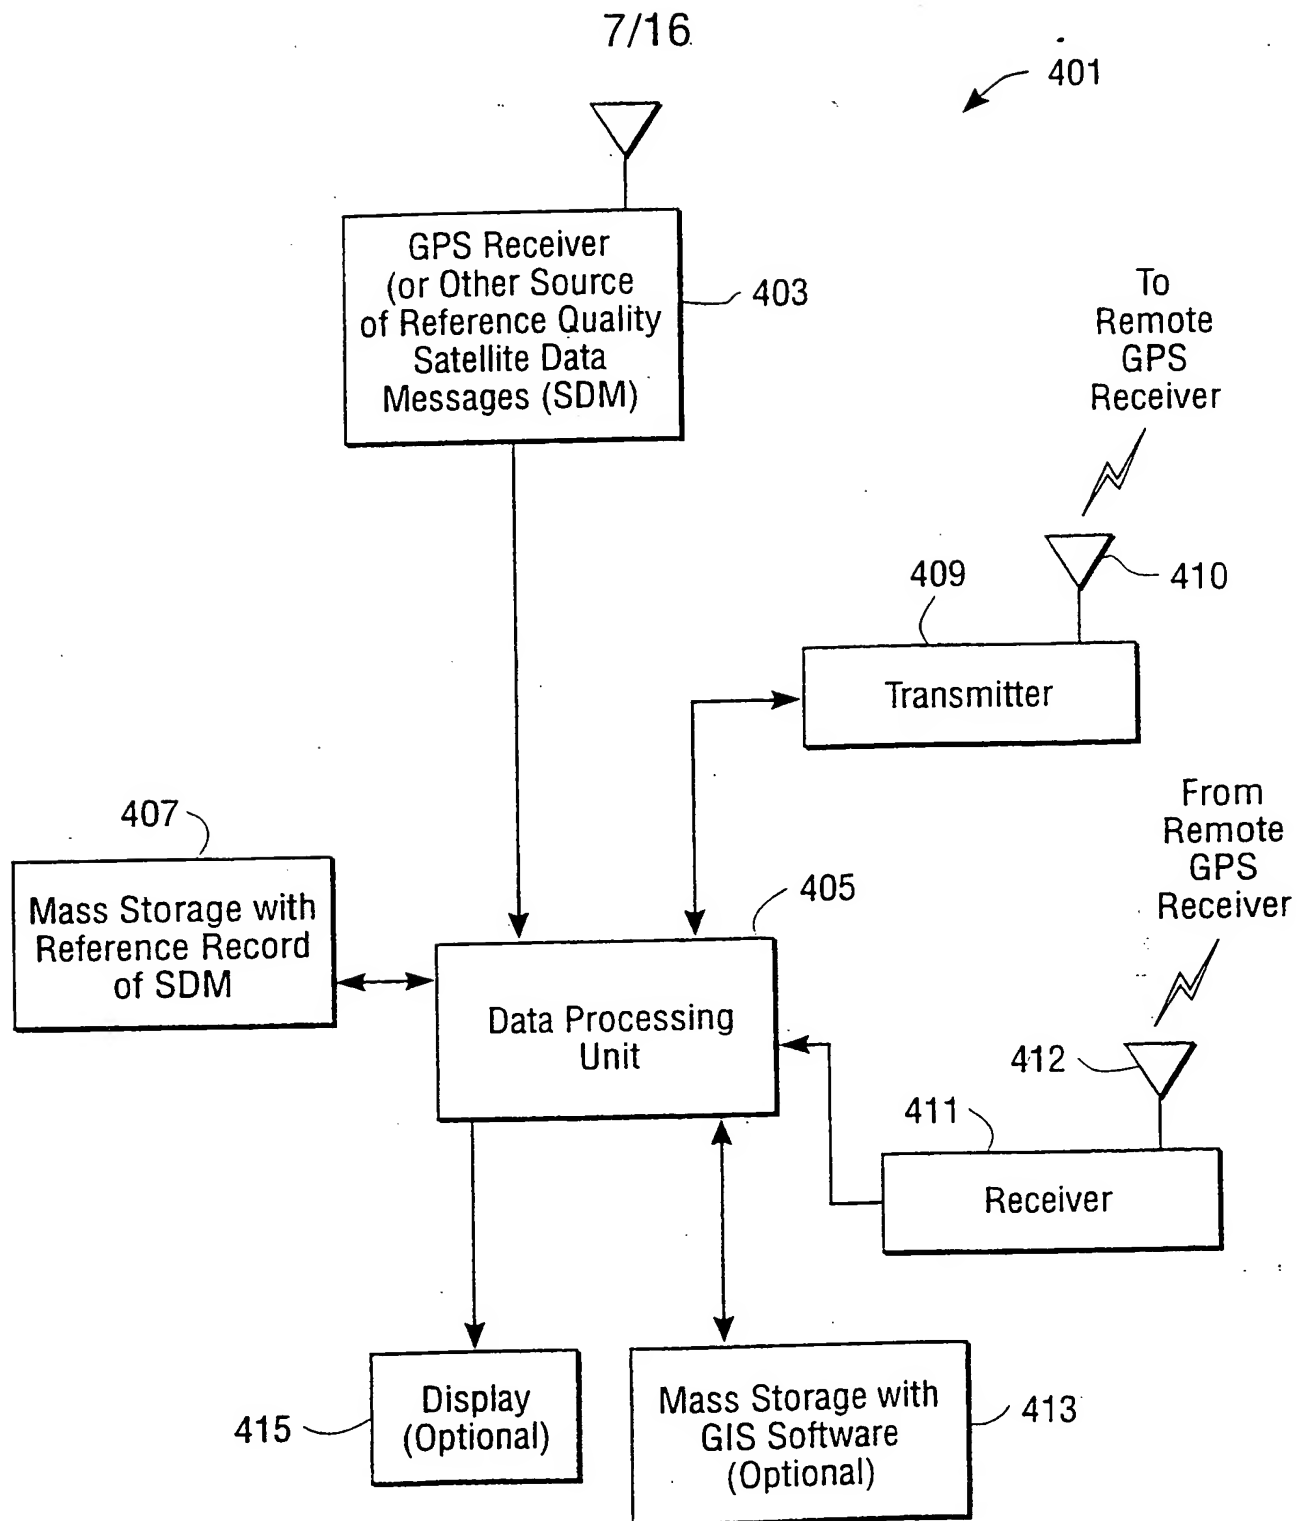 7/16
401
GPS Receiver
(or Other Source
of Reference Quality
Satellite Data
Messages (SDM)
403
To
Remote
GPS
Receiver
409
410
Transmitter
407
Mass Storage with
Reference Record
of SDM
405
Data Processing
Unit
From
Remote
GPS
Receiver
412
411
Receiver
415
Display
(Optional)
Mass Storage with
GIS Software
(Optional)
413